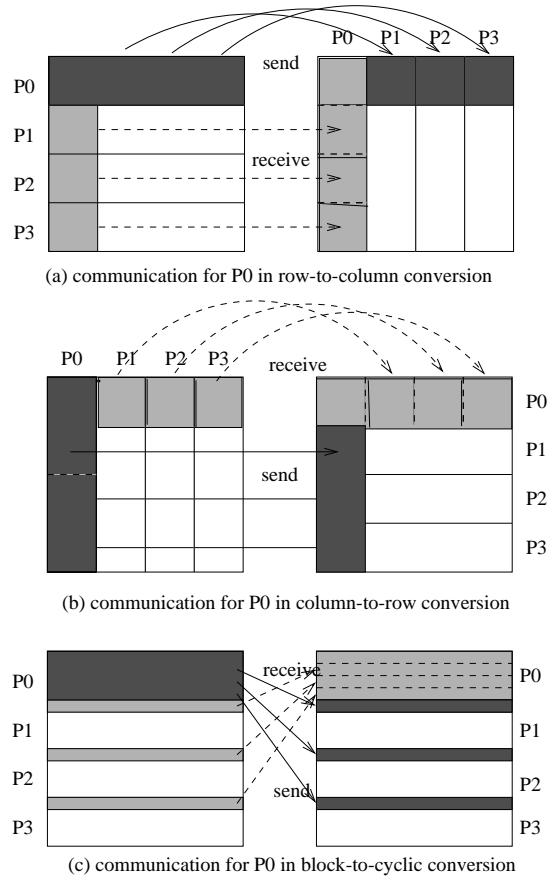 P0 P1 P2 P3
send
P0
P1
receive
P2
P3
(a) communication for P0 in row-to-column conversion
P0 P1 P2 P3
receive
P0
P1
send
P2
P3
(b) communication for P0 in column-to-row conversion
receive
P0 P0
P1 P1
P2 P2
send
P3 P3
(c) communication for P0 in block-to-cyclic conversion